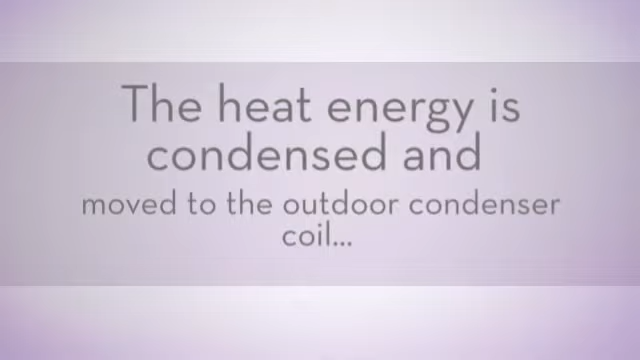 The heat energy is
condensed and
moved to the outdoor condenser
coil...